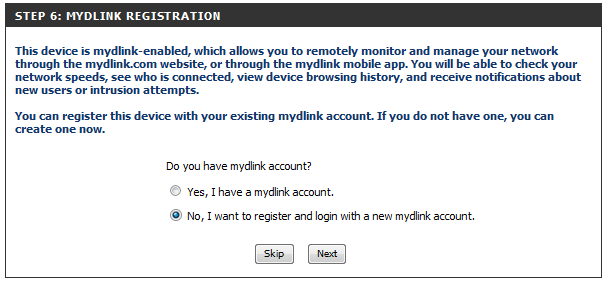 STEP 6: MYDLINK REGISTRATION
This device is mydlink-enabled, which allows you to remotely monitor and manage your network
through the mydlink.com website, or through the mydlink mobile app. You will be able to check your
network speeds, see who is connected, view device browsing history, and receive notifications about
new users or intrusion attempts.
You can register this device with your existing mydlink account. If you do not have one, you can
create one now.
Do you have mydlink account?
Yes, I have a mydlink account.
No, I want to register and login with a new mydlink account.
Skip Next